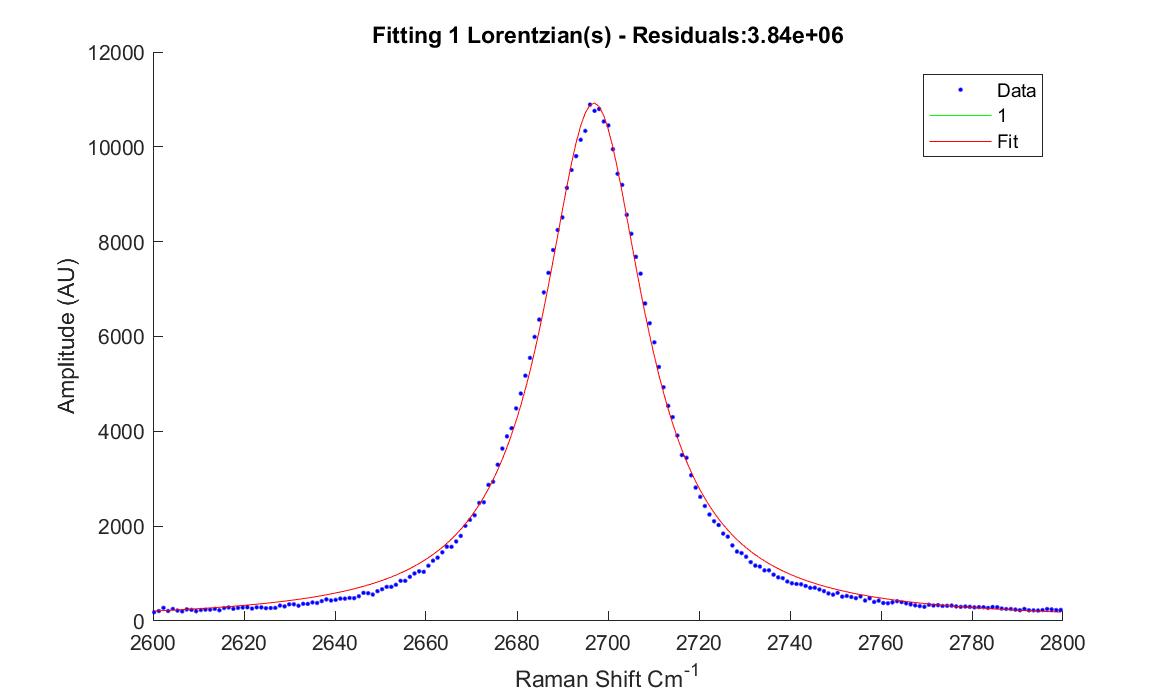 Fitting 1 Lorentzian(s) - Residuals:3.84e+06
12000
10000
8000
6000
4000
2000
0
Amplitude (AU)
Data
1
Fit
2600 2620 2640 2660 2680 2700 2720 2740 2760 2780 2800
Raman Shift Cm-1